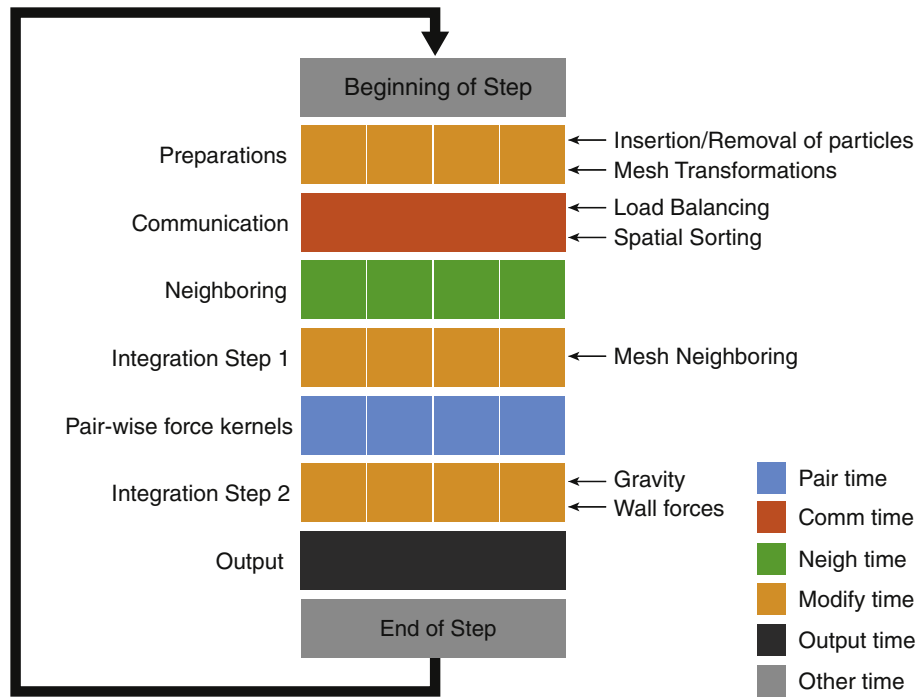 Beginning of Step
Preparations
Insertion/Removal of particles
Mesh Transformations
Communication
Load Balancing
Spatial Sorting
Neighboring
Integration Step 1
Mesh Neighboring
Pair-wise force kernels
Integration Step 2
Gravity
Wall forces
Output
End of Step
Pair time
Comm time
Neigh time
Modify time
Output time
Other time